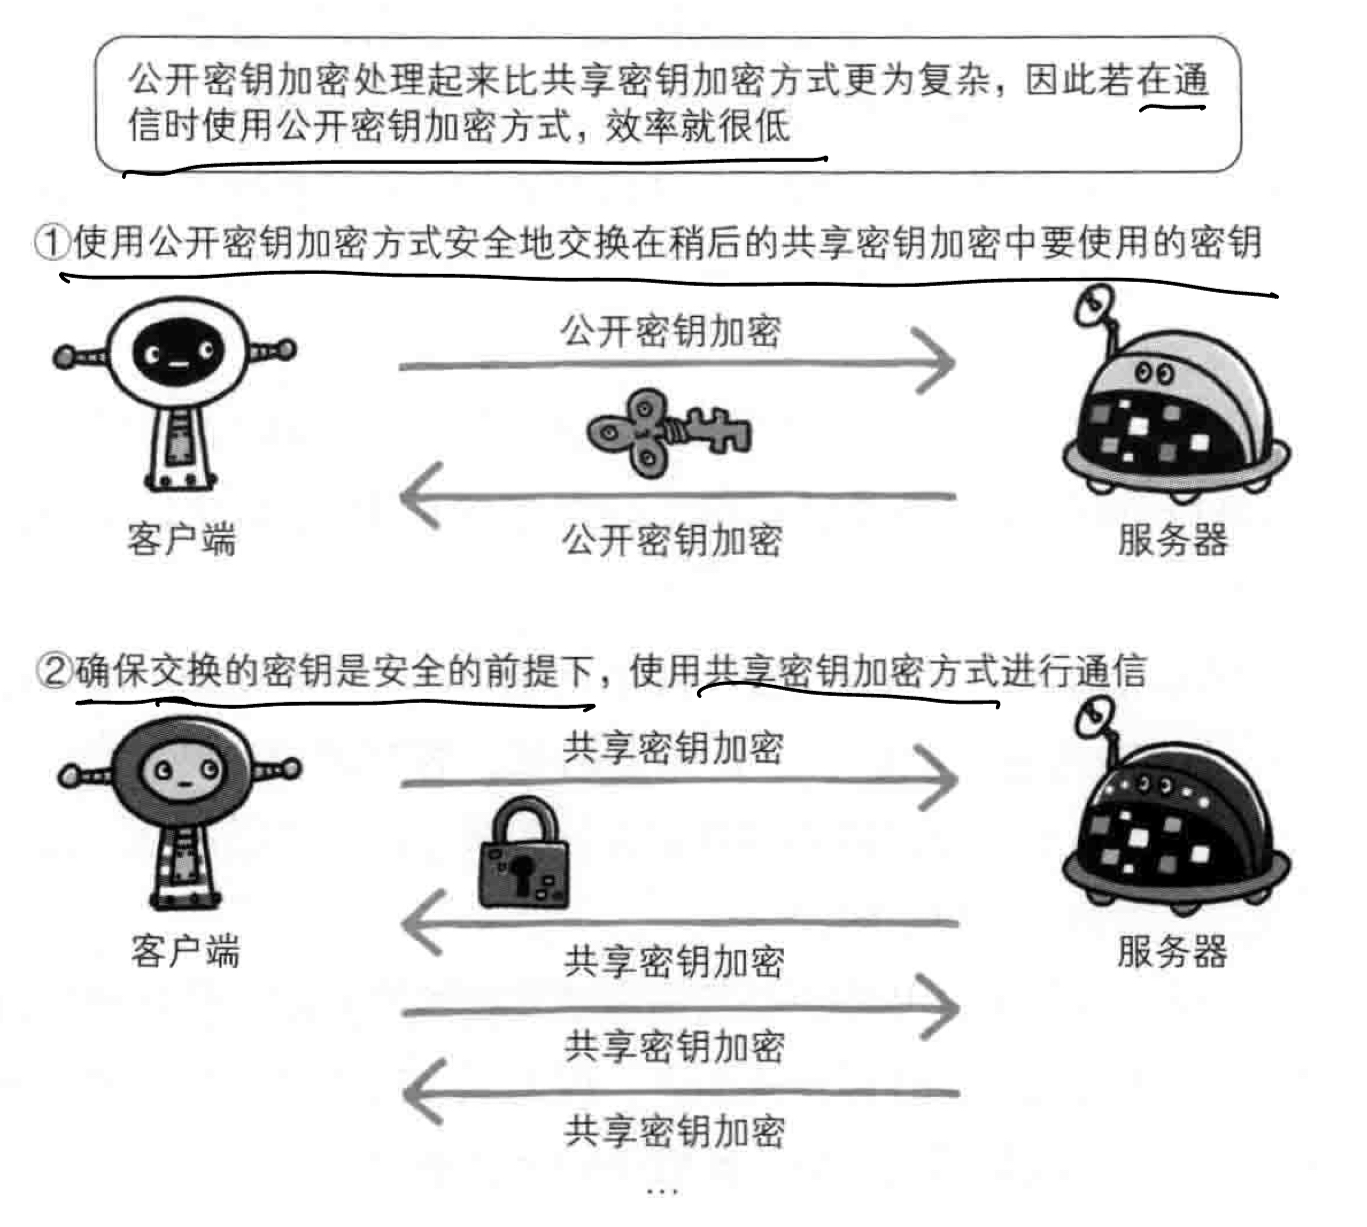 公开密钥加密处理起来比共享密钥加密方式更为复杂，因此若在通
信时使用公开密钥加密方式，效率就很低
①使用公开密钥加密方式安全地交换在稍后的共享密钥加密中要使用的密钥
公开密钥加密
公开密钥加密
客户端
服务器
②确保交换的密钥是安全的前提下，使用共享密钥加密方式进行通信
共享密钥加密
共享密钥加密
客户端
服务器
共享密钥加密
共享密钥加密
…